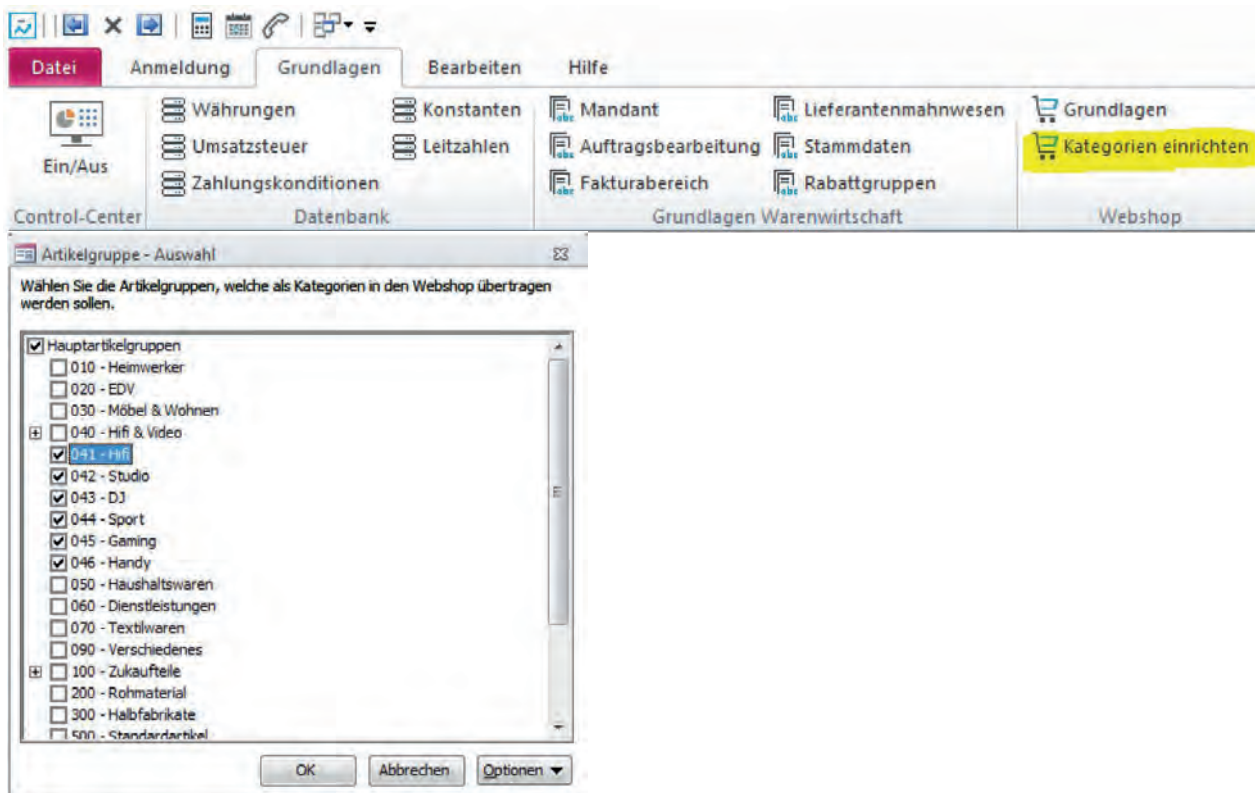 Datei Anmeldung Grundlagen Bearbeiten Hilfe
Währungen Konstanten Mandant Lieferantenmahnwesen Grundlagen
Ein/Aus Umsatzsteuer Leitzahlen Auftragsbearbeitung Stammdaten Kategorien einrichten
Zahlungskonditionen Fakturabereich Rabattgruppen
Control-Center Datenbank Grundlagen Warenwirtschaft Webshop
Artikelgruppe - Auswahl
Wählen Sie die Artikelgruppen, welche als Kategorien in den Webshop übertragen
werden sollen.
Hauptartikelgruppen
010 - Heimwerker
020 - EDV
030 - Möbel & Wohnen
040 - Hifi & Video
041 - Hifi
042 - Studio
043 - DJ
044 - Sport
045 - Gaming
046 - Handy
050 - Haushaltswaren
060 - Dienstleistungen
070 - Textilwaren
090 - Verschiedenes
100 - Zukaufteile
200 - Rohmaterial
300 - Halbfabrikate
500 - Standardartikel
OK Abbrechen Optionen